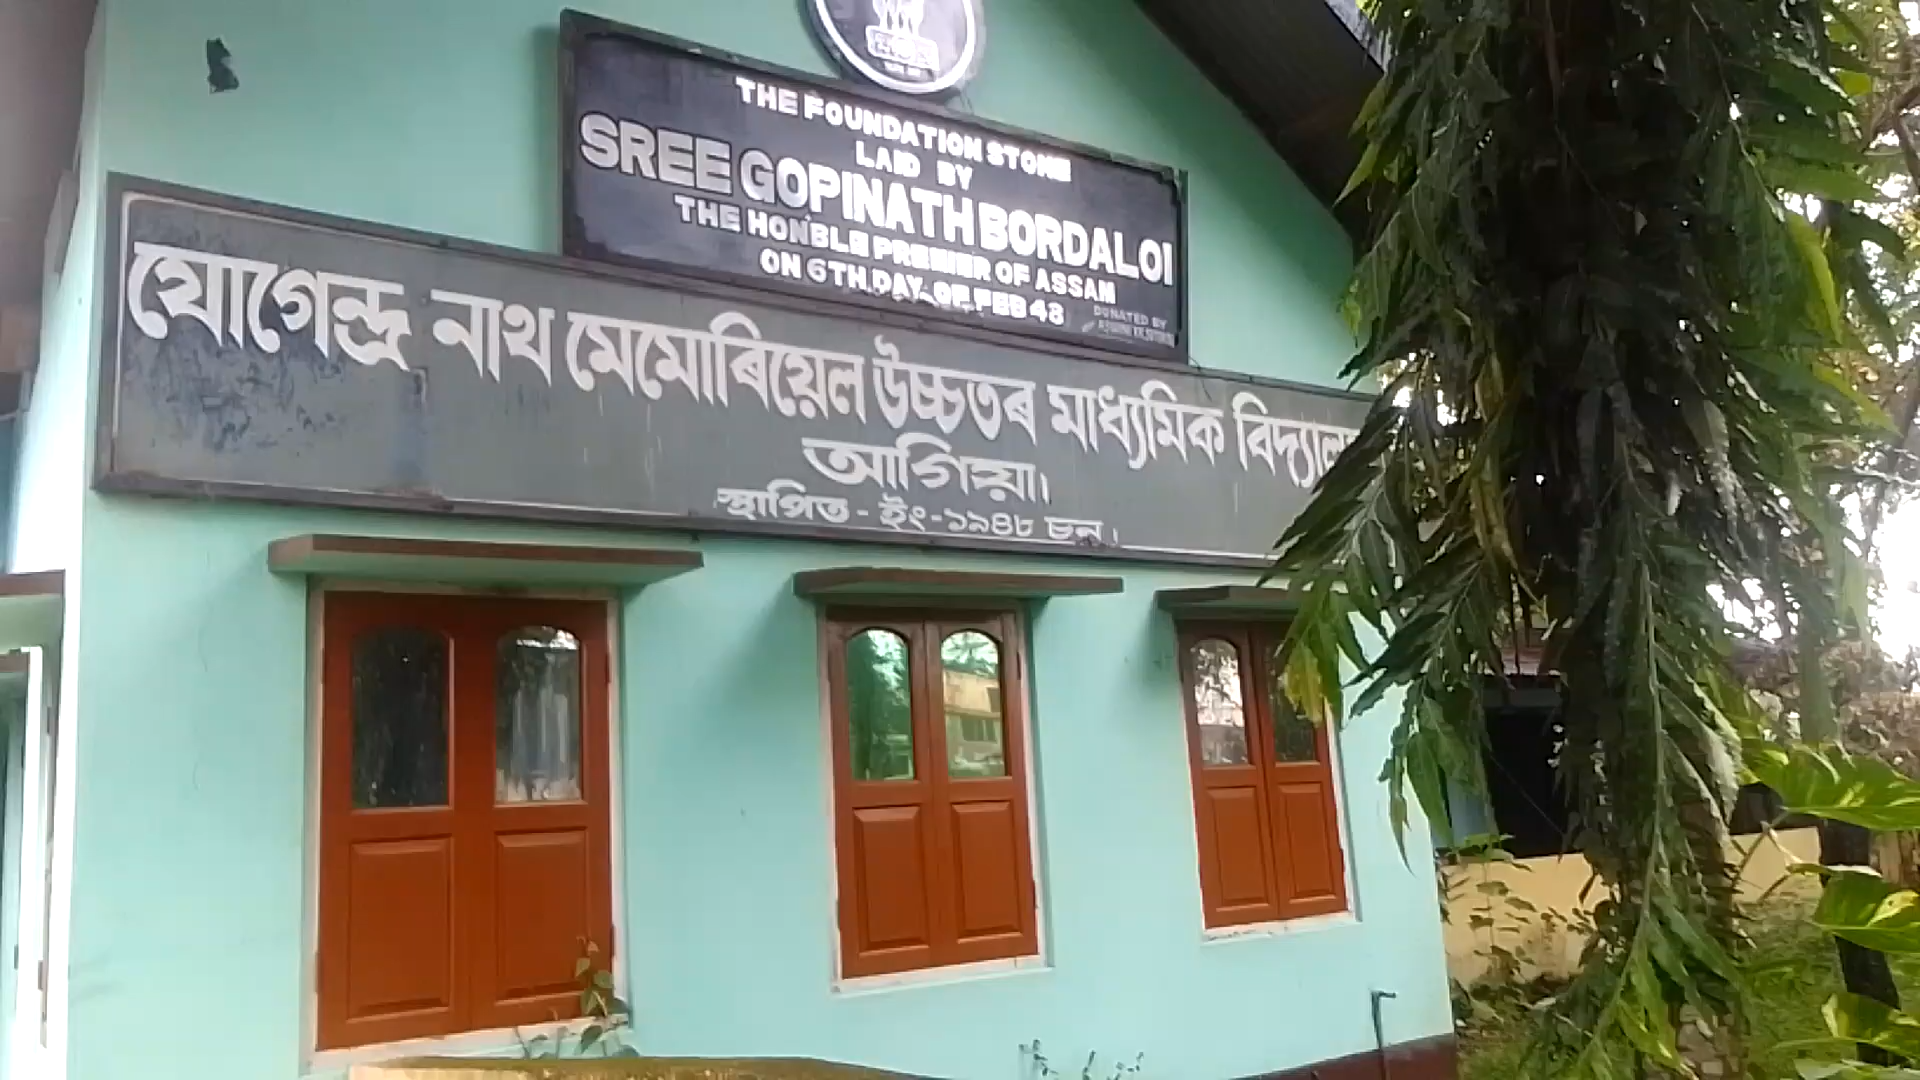 THE FOUNDATION STONE
LAID BY
SREE GOPINATH BORDALOI
THE HON'BLE PREMIER OF ASSAM
ON 6TH.DAY. OF FEB 48
DONATED BY
যোগেন্দ্ৰ নাথ মেমোৰিয়েল উচ্চতৰ মাধ্যমিক
আগিয়া।
স্থাপিত - ইং - ১৯৪৮ চন।